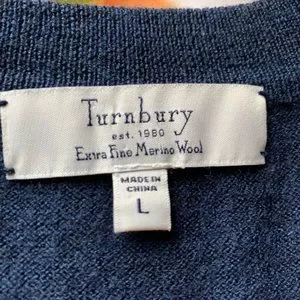 Turnbury
est. 1980
Extra Fine Merino Wool
MADE IN
CHINA
L